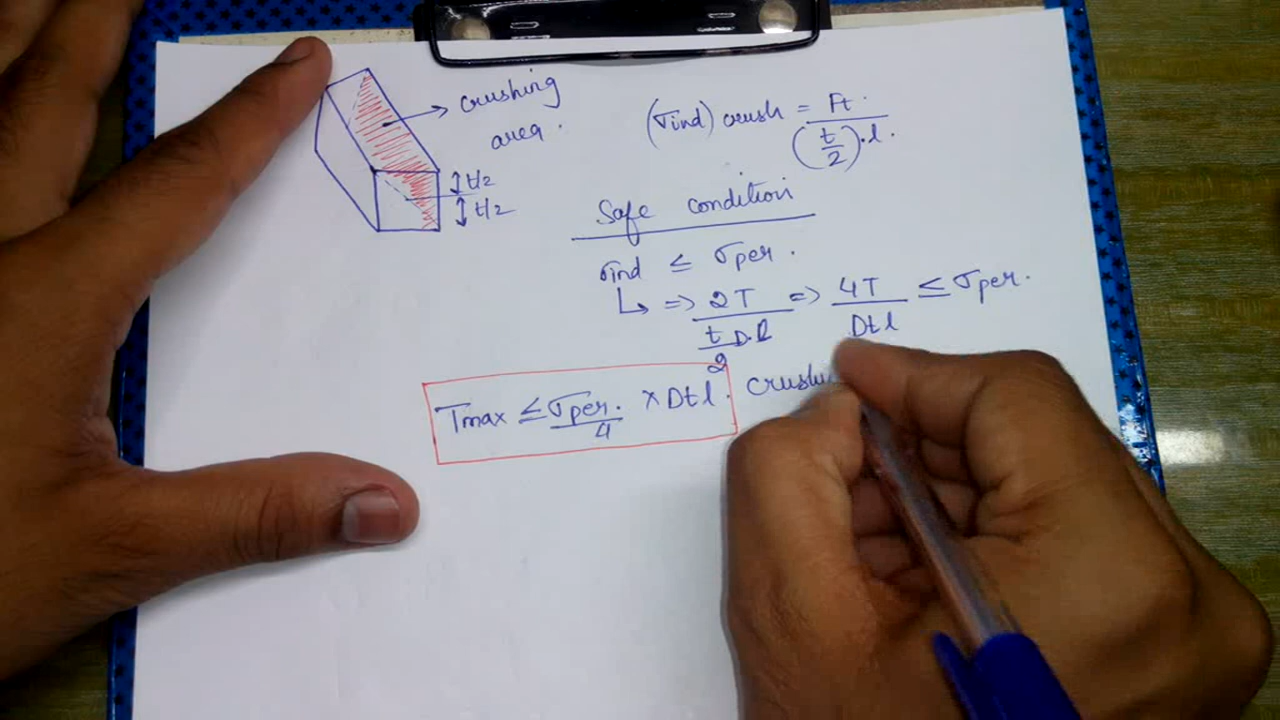 crushing
area.
t/2
t/2
(σind) crush = Ft. / (t/2).l.
Safe condition
σind ≤ σper.
↳ => 2T / (t/2 D.l) => 4T / Dtl ≤ σper.
Tmax ≤ σper. / 4 × Dtl. crushi